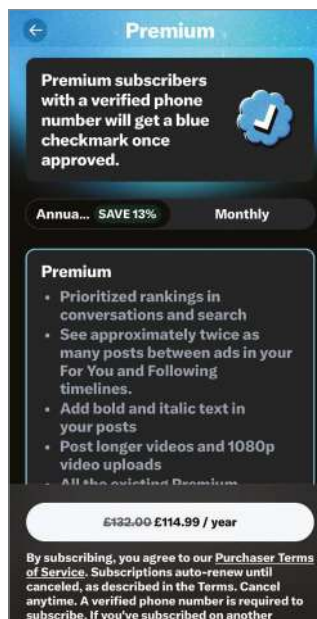 Premium
Premium subscribers
with a verified phone
number will get a blue
checkmark once
approved.
Annua... SAVE 13% Monthly
Premium
• Prioritized rankings in
conversations and search
• See approximately twice as
many posts between ads in your
For You and Following
timelines.
• Add bold and italic text in
your posts
• Post longer videos and 1080p
video uploads
• All the existing Premium
£132.00 £114.99 / year
By subscribing, you agree to our Purchaser Terms
of Service. Subscriptions auto-renew until
canceled, as described in the Terms. Cancel
anytime. A verified phone number is required to
subscribe. If you've subscribed on another